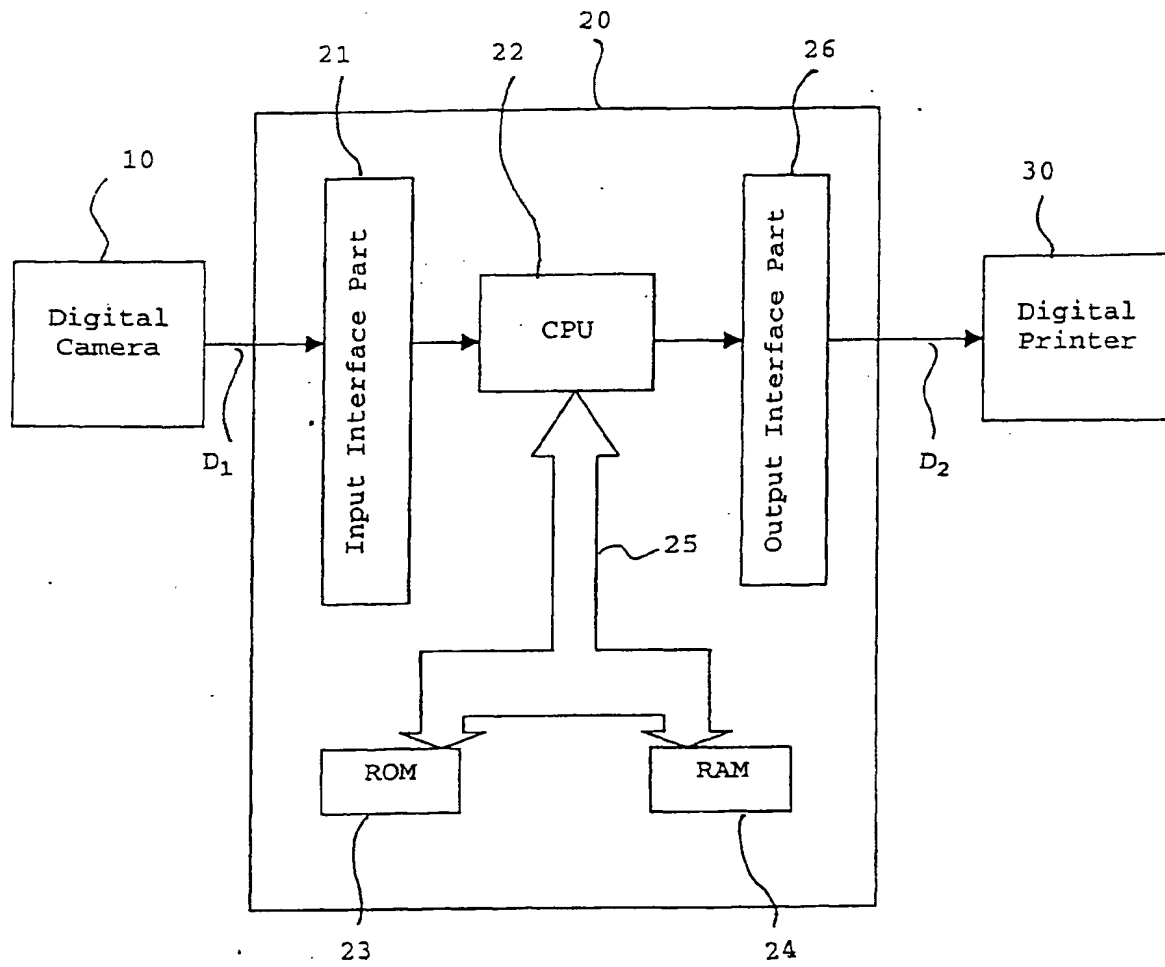 20
21
22
26
10
30
Digital
Camera
Input Interface Part
CPU
Output Interface Part
Digital
Printer
D₁
D₂
25
ROM
RAM
23
24